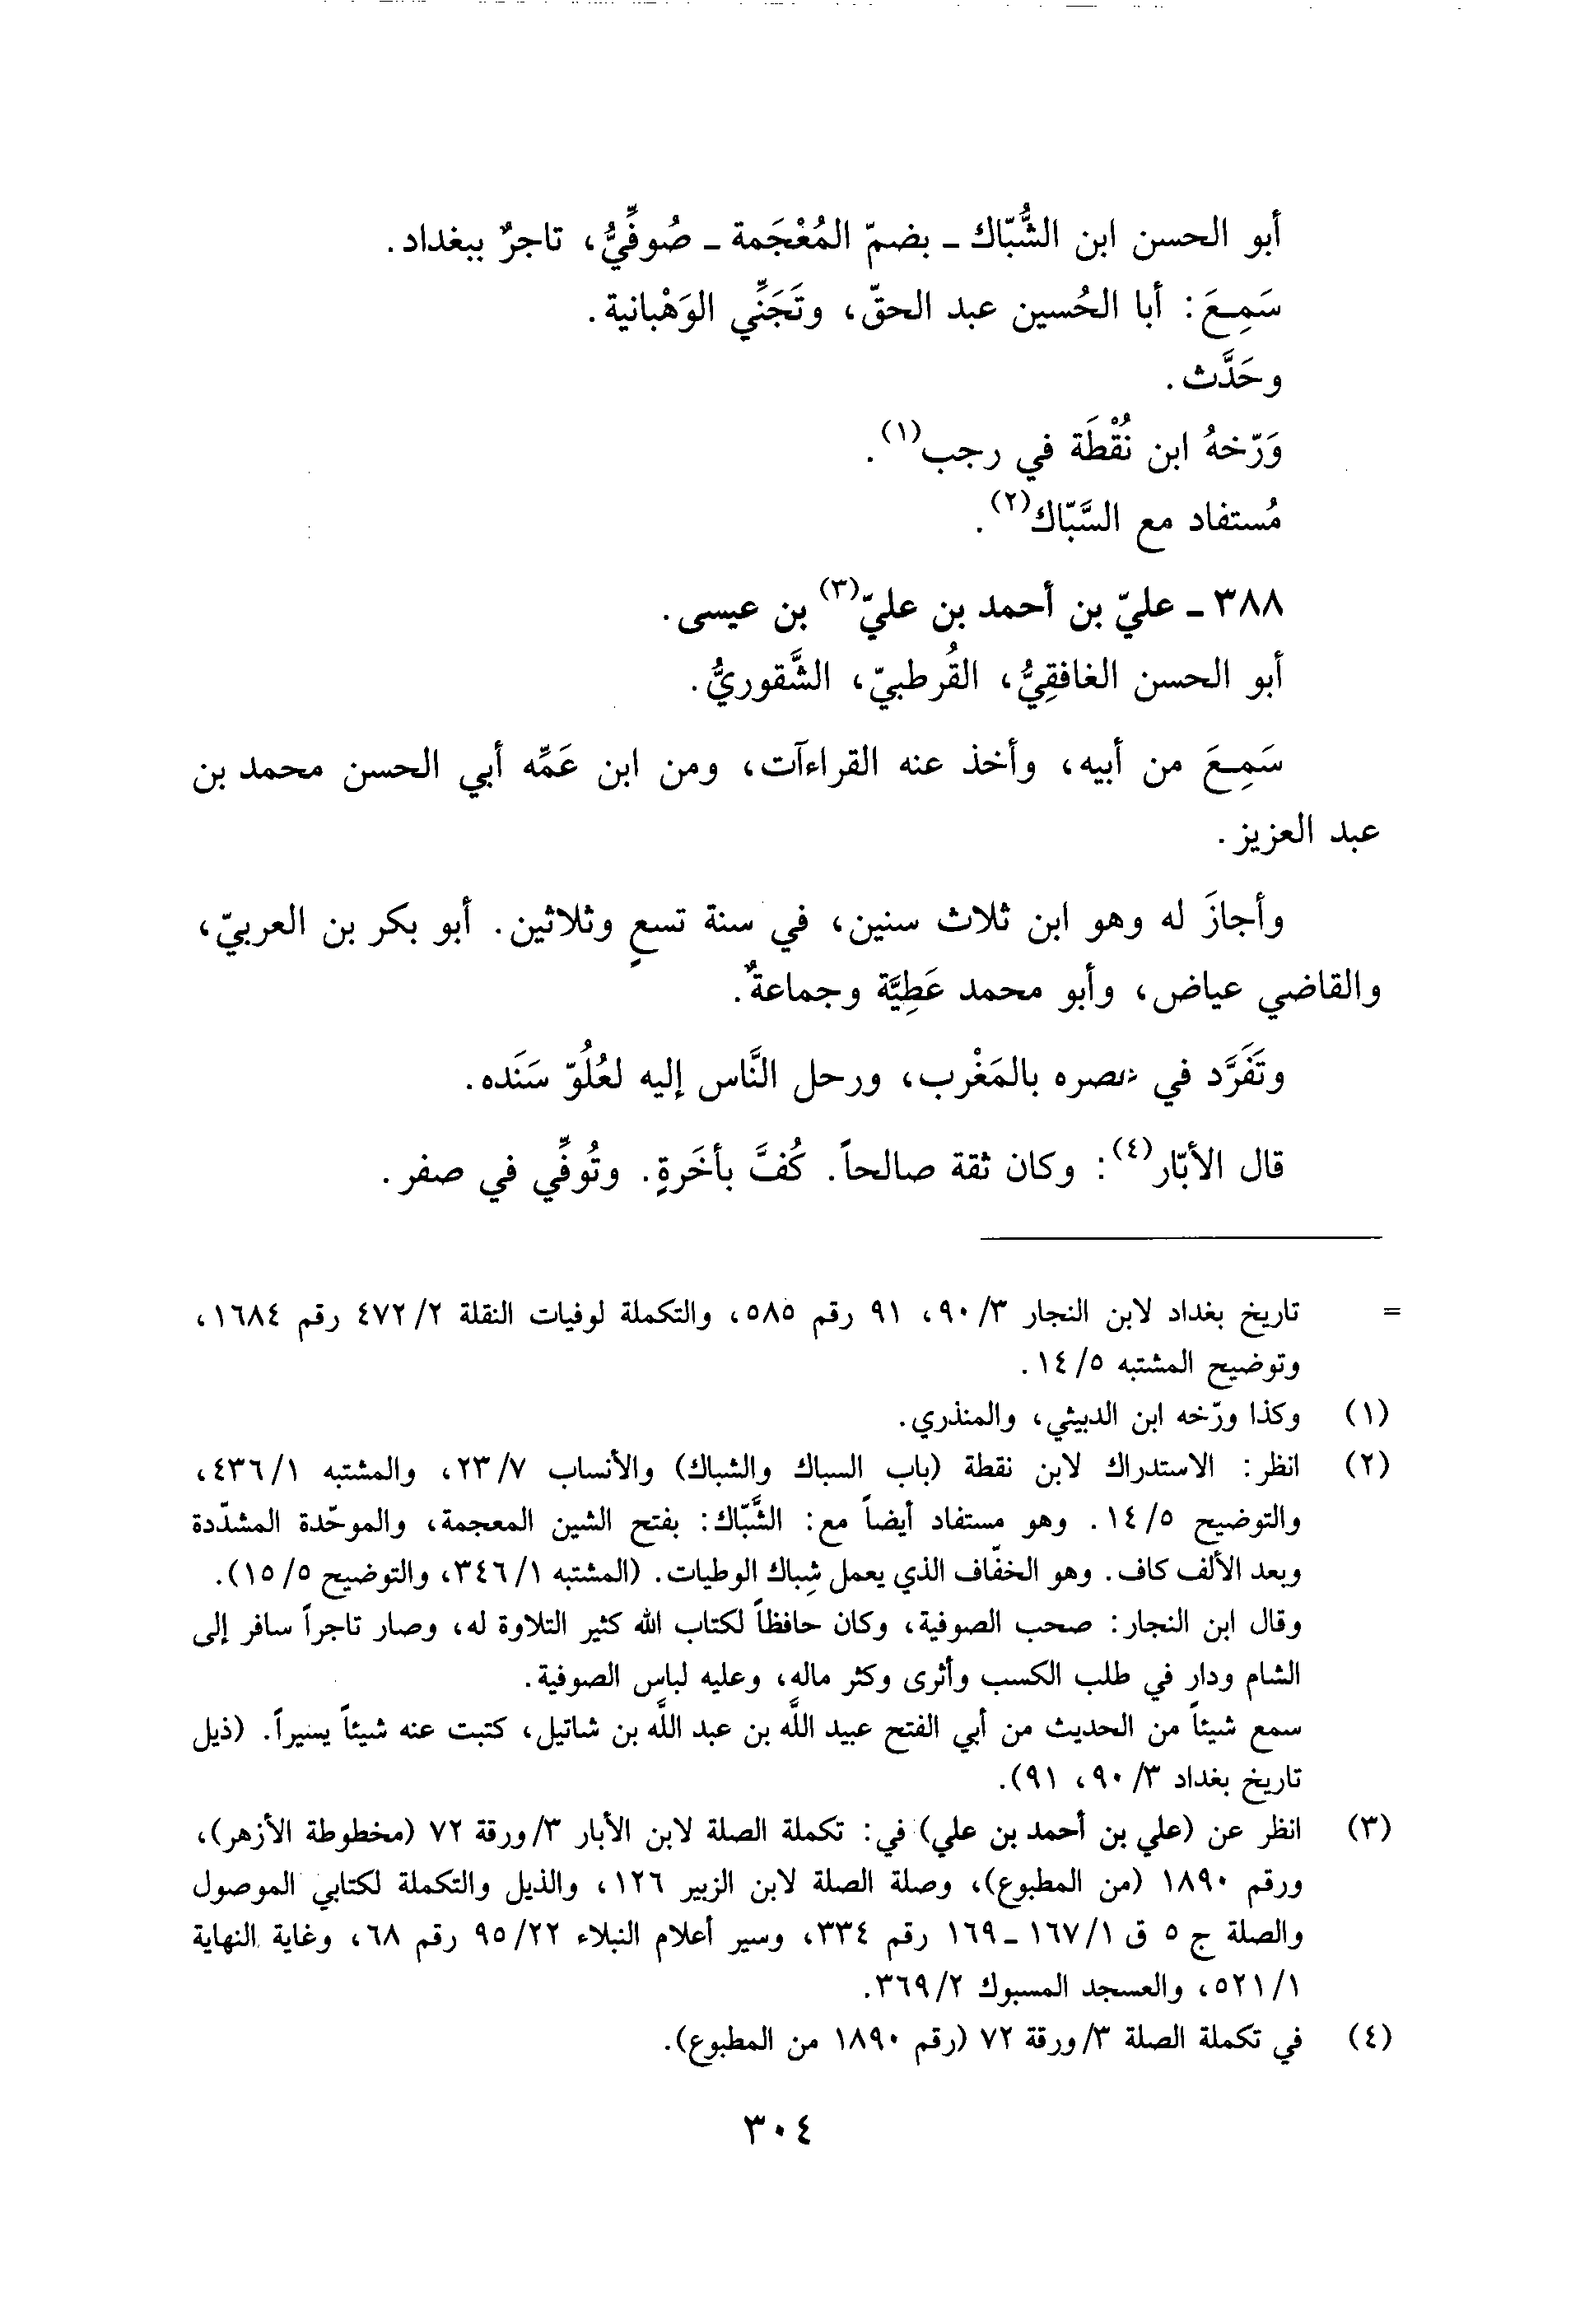 أبو الحسن ابن الشُّبّاك ـ بضمّ المُعْجَمة ـ صُوفِّيٌّ، تاجرٌ ببغداد.
سَمِعَ: أبا الحُسين عبد الحقّ، وتَجَنِّي الوَهْبانية.
وحَدَّث.
وَرّخهُ ابن نُقْطَة في رجب(١).
مُستفاد مع السَّبّاك(٢).
٣٨٨ ـ عليّ بن أحمد بن عليّ(٣) بن عيسى.
أبو الحسن الغافقِيُّ، القُرطبيّ، الشَّقوريُّ.
سَمِعَ من أبيه، وأخذ عنه القراءآت، ومن ابن عَمِّه أبي الحسن محمد بن
عبد العزيز.
وأجازَ له وهو ابن ثلاث سنين، في سنة تسعٍ وثلاثين. أبو بكر بن العربيّ،
والقاضي عياض، وأبو محمد عَطِيَّة وجماعةٌ.
وتَفَرَّد في عصره بالمَغْرب، ورحل النَّاس إليه لعُلُوّ سَنَده.
قال الأبّار(٤): وكان ثقة صالحاً. كُفَّ بأخَرةٍ. وتُوفِّي في صفر.
= تاريخ بغداد لابن النجار ٩٠/٣، ٩١ رقم ٥٨٥، والتكملة لوفيات النقلة ٤٧٢/٢ رقم ١٦٨٤،
وتوضيح المشتبه ١٤/٥.
(١) وكذا ورّخه ابن الدبيثي، والمنذري.
(٢) انظر: الاستدراك لابن نقطة (باب السباك والشباك) والأنساب ٢٣/٧، والمشتبه ٤٣٦/١،
والتوضيح ١٤/٥. وهو مستفاد أيضاً مع: الشَّبّاك: بفتح الشين المعجمة، والموحّدة المشدّدة
وبعد الألف كاف. وهو الخفّاف الذي يعمل شِباك الوطيات. (المشتبه ٣٤٦/١، والتوضيح ١٥/٥).
وقال ابن النجار: صحب الصوفية، وكان حافظاً لكتاب الله كثير التلاوة له، وصار تاجراً سافر إلى
الشام ودار في طلب الكسب وأثرى وكثر ماله، وعليه لباس الصوفية.
سمع شيئاً من الحديث من أبي الفتح عبيد اللَّه بن عبد اللَّه بن شاتيل، كتبت عنه شيئاً يسيراً. (ذيل
تاريخ بغداد ٩٠/٣، ٩١).
(٣) انظر عن (علي بن أحمد بن علي) في: تكملة الصلة لابن الأبار ٣/ورقة ٧٢ (مخطوطة الأزهر)،
ورقم ١٨٩٠ (من المطبوع)، وصلة الصلة لابن الزبير ١٢٦، والذيل والتكملة لكتابي الموصول
والصلة ج ٥ ق ١٦٧/١ ـ ١٦٩ رقم ٣٣٤، وسير أعلام النبلاء ٩٥/٢٢ رقم ٦٨، وغاية النهاية
٥٢١/١، والعسجد المسبوك ٣٦٩/٢.
(٤) في تكملة الصلة ٣/ورقة ٧٢ (رقم ١٨٩٠ من المطبوع).
٣٠٤